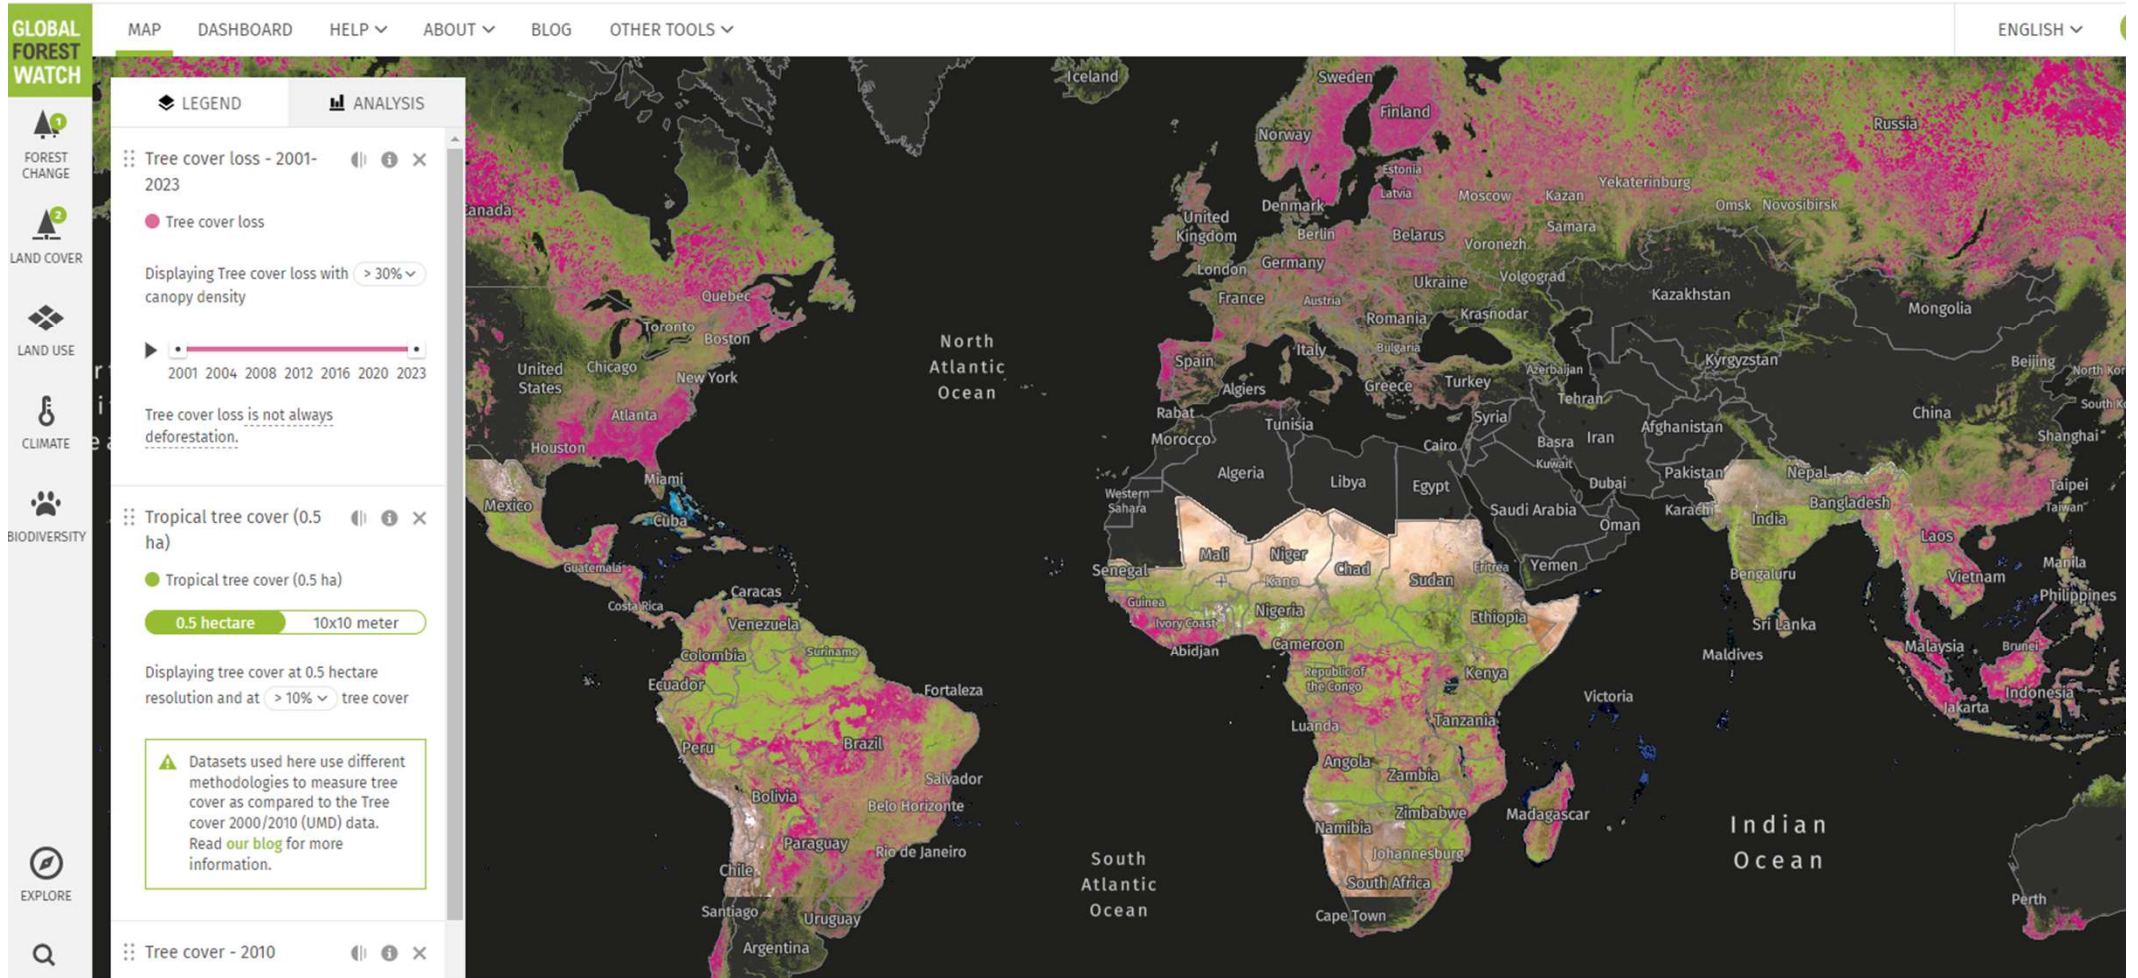 GLOBAL
FOREST
WATCH
MAP
DASHBOARD
HELP
ABOUT
BLOG
OTHER TOOLS
ENGLISH
1
FOREST
CHANGE
2
LAND COVER
LAND USE
CLIMATE
BIODIVERSITY
EXPLORE
LEGEND
ANALYSIS
Tree cover loss - 2001-
2023
Tree cover loss
Displaying Tree cover loss with > 30%
canopy density
2001 2004 2008 2012 2016 2020 2023
Tree cover loss is not always
deforestation.
Tropical tree cover (0.5
ha)
Tropical tree cover (0.5 ha)
0.5 hectare
10x10 meter
Displaying tree cover at 0.5 hectare
resolution and at > 10% tree cover
Datasets used here use different
methodologies to measure tree
cover as compared to the Tree
cover 2000/2010 (UMD) data.
Read our blog for more
information.
Tree cover - 2010
Iceland
Sweden
Finland
Norway
Russia
Estonia
Latvia
Moscow
Kazan
Yekaterinburg
Omsk
Novosibirsk
Canada
United
Kingdom
Denmark
Berlin
Belarus
Samara
Voronezh
London
Germany
Ukraine
Volgograd
Quebec
France
Austria
Kazakhstan
Mongolia
Toronto
Boston
Romania
Krasnodar
North
Atlantic
Ocean
Spain
Italy
Bulgaria
Kyrgyzstan
Beijing
North Kor
United
States
Chicago
New York
Algiers
Greece
Turkey
Azerbaijan
Tehran
South Ko
Atlanta
Rabat
Tunisia
Syria
Afghanistan
China
Houston
Morocco
Cairo
Basra
Iran
Shanghai
Miami
Algeria
Libya
Egypt
Kuwait
Dubai
Pakistan
Nepal
Taipei
Mexico
Cuba
Western
Sahara
Saudi Arabia
Oman
Karachi
India
Bangladesh
Taiwan
Laos
Guatemala
Senegal
Mali
Niger
Chad
Sudan
Eritrea
Yemen
Bengaluru
Vietnam
Manila
Philippines
Kano
Costa Rica
Caracas
Guinea
Nigeria
Ethiopia
Sri Lanka
Venezuela
Ivory Coast
Abidjan
Cameroon
Maldives
Malaysia
Brunei
Colombia
Suriname
Republic of
the Congo
Kenya
Ecuador
Fortaleza
Victoria
Indonesia
Jakarta
Luanda
Tanzania
Peru
Brazil
Angola
Zambia
Salvador
Bolivia
Belo Horizonte
Zimbabwe
Madagascar
Indian
Ocean
Namibia
Paraguay
Rio de Janeiro
South
Atlantic
Ocean
Johannesburg
Chile
South Africa
Santiago
Uruguay
Cape Town
Perth
Argentina